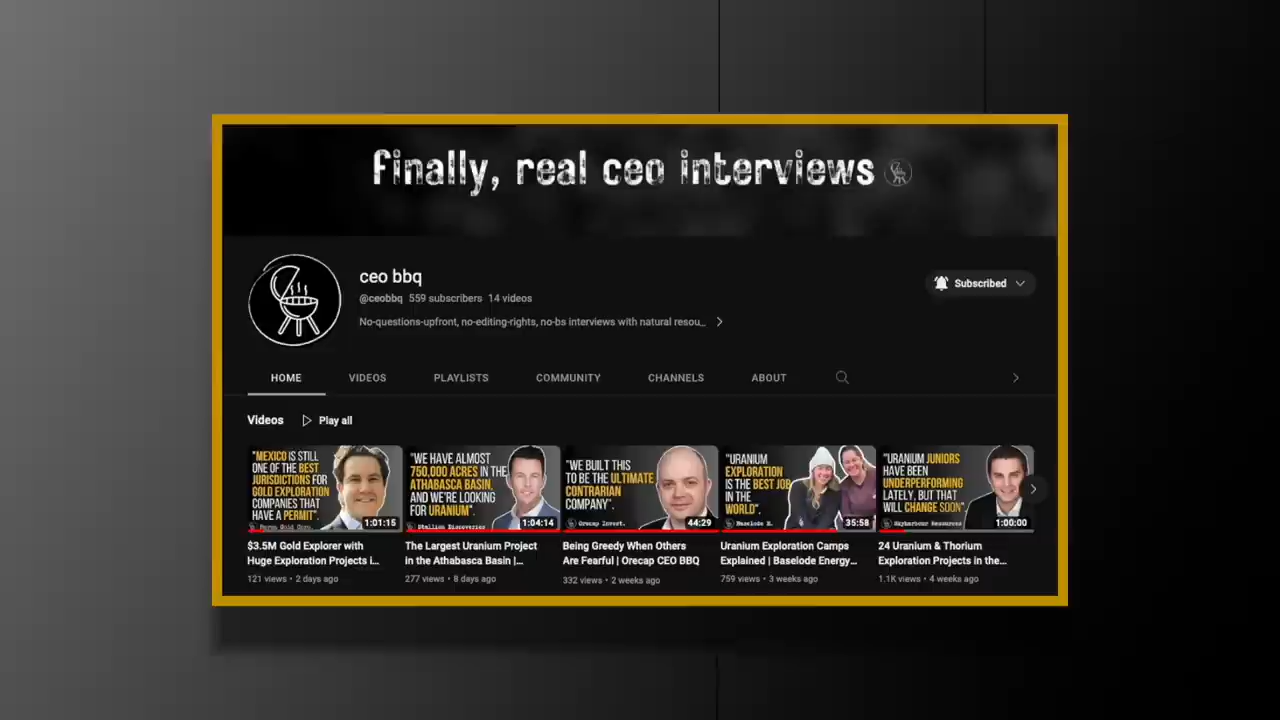 finally, real ceo interviews
ceo bbq
@ceobbq 559 subscribers 14 videos
Subscribed
No-questions-upfront, no-editing-rights, no-bs interviews with natural resou...
HOME VIDEOS PLAYLISTS COMMUNITY CHANNELS ABOUT
Videos Play all
"MEXICO IS STILL
ONE OF THE BEST
JURISDICTIONS FOR
GOLD EXPLORATION
COMPANIES THAT
HAVE A PERMIT".
1:01:15
"WE HAVE ALMOST
750,000 ACRES IN THE
ATHABASCA BASIN,
AND WE'RE LOOKING
FOR URANIUM".
Stallion Discoveries
1:04:14
"WE BUILT THIS
TO BE THE ULTIMATE
CONTRARIAN
COMPANY".
Orecap Invest.
44:29
"URANIUM
EXPLORATION
IS THE BEST JOB
IN THE
WORLD".
Baselode E.
35:58
"URANIUM JUNIORS
HAVE BEEN
UNDERPERFORMING
LATELY, BUT THAT
WILL CHANGE SOON".
Skyharbour Resources
1:00:00
$3.5M Gold Explorer with
Huge Exploration Projects i...
121 views • 2 days ago
The Largest Uranium Project
in the Athabasca Basin |...
277 views • 8 days ago
Being Greedy When Others
Are Fearful | Orecap CEO BBQ
332 views • 2 weeks ago
Uranium Exploration Camps
Explained | Baselode Energy...
759 views • 3 weeks ago
24 Uranium & Thorium
Exploration Projects in the...
1.1K views • 4 weeks ago